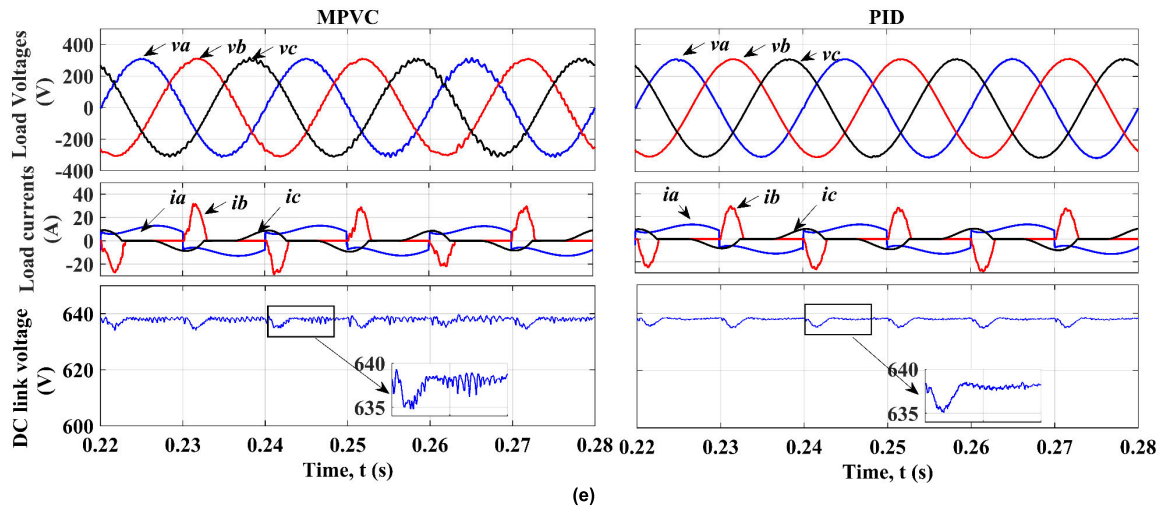 MPVC
PID
Load Voltages
(V)
400
200
0
-200
-400
va
vb
vc
va
vb
vc
Load currents
(A)
40
20
0
-20
ia
ib
ic
ia
ib
ic
DC link voltage
(V)
640
620
600
640
635
640
635
0.22 0.23 0.24 0.25 0.26 0.27 0.28
0.22 0.23 0.24 0.25 0.26 0.27 0.28
Time, t (s)
Time, t (s)
(e)